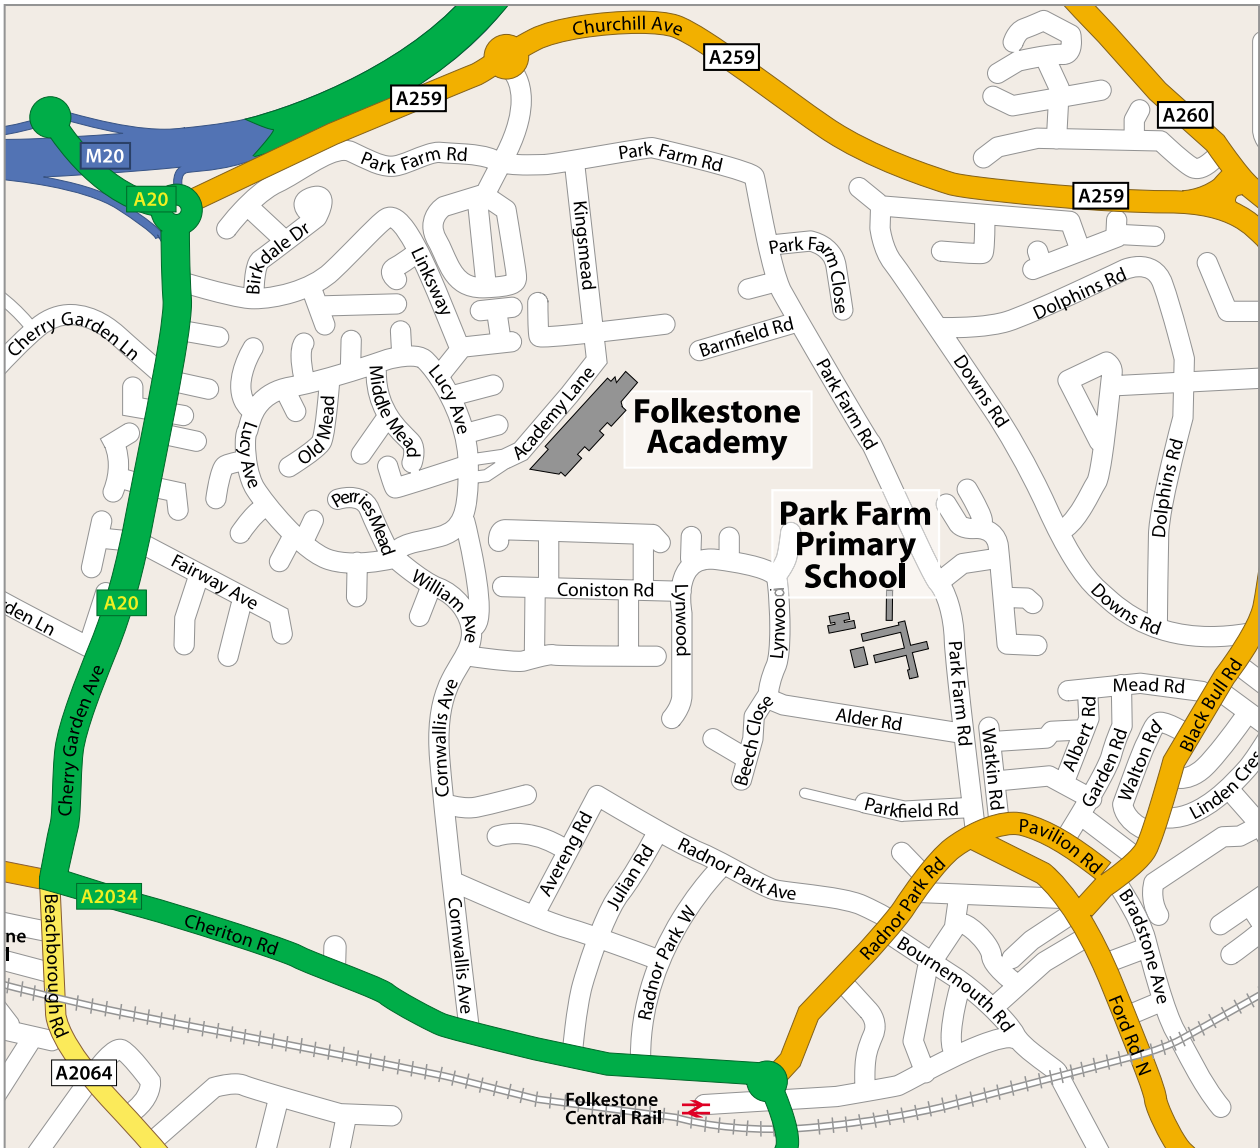 Churchill Ave
A259
A259
A260
M20
A20
Park Farm Rd
Park Farm Rd
A259
Kingsmead
Birkdale Dr
Linksway
Park Farm Close
Dolphins Rd
Cherry Garden Ln
Barnfield Rd
Park Farm Rd
Downs Rd
Lucy Ave
Middle Mead
Old Mead
Academy Lane
Folkestone
Academy
Lucy Ave
Dolphins Rd
Perries Mead
Park Farm
Primary
School
Fairway Ave
William Ave
Coniston Rd
Lynwood
Lynwood
A20
den Ln
Downs Rd
Park Farm Rd
Cherry Garden Ave
Cornwallis Ave
Mead Rd
Black Bull Rd
Alder Rd
Albert Rd
Beech Close
Watkin Rd
Garden Rd
Walton Rd
Linden Cres
Parkfield Rd
Pavilion Rd
Avereng Rd
Julian Rd
Radnor Park Ave
Radnor Park Rd
A2034
Beachborough Rd
Cheriton Rd
Cornwallis Ave
Radnor Park W
Bournemouth Rd
Bradstone Ave
ne
l
Ford Rd N
A2064
Folkestone
Central Rail